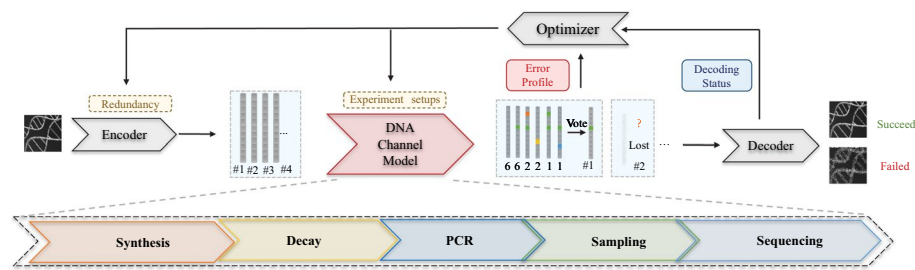 Optimizer
Error
Profile
Decoding
Status
Redundancy
Experiment setups
Encoder
...
#1 #2 #3 #4
DNA
Channel
Model
Vote
6 6 2 2 1 1
#1
?
Lost
#2
...
Decoder
Succeed
Failed
Synthesis
Decay
PCR
Sampling
Sequencing